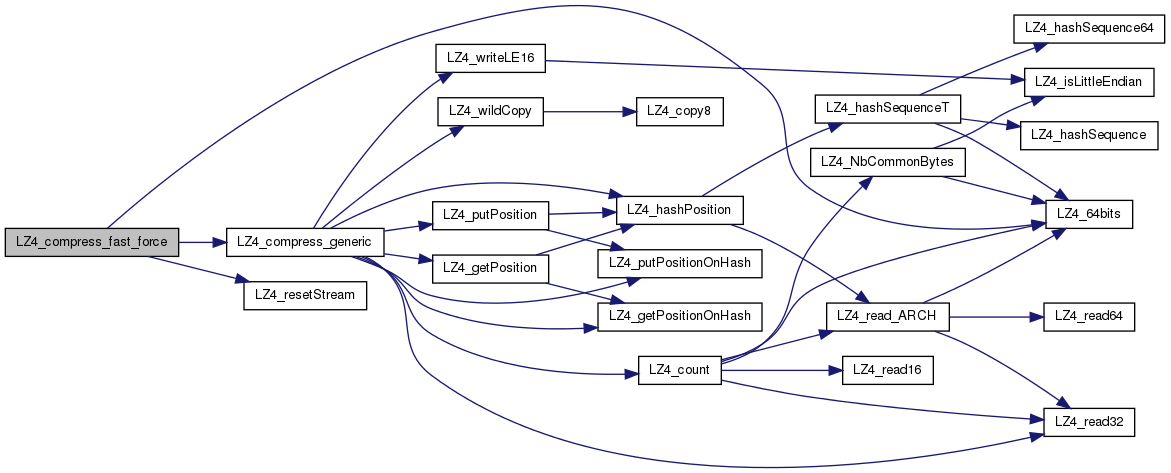 LZ4_compress_fast_force
LZ4_compress_generic
LZ4_resetStream
LZ4_writeLE16
LZ4_wildCopy
LZ4_putPosition
LZ4_getPosition
LZ4_copy8
LZ4_hashPosition
LZ4_putPositionOnHash
LZ4_getPositionOnHash
LZ4_count
LZ4_hashSequenceT
LZ4_NbCommonBytes
LZ4_read_ARCH
LZ4_read16
LZ4_hashSequence64
LZ4_isLittleEndian
LZ4_hashSequence
LZ4_64bits
LZ4_read64
LZ4_read32